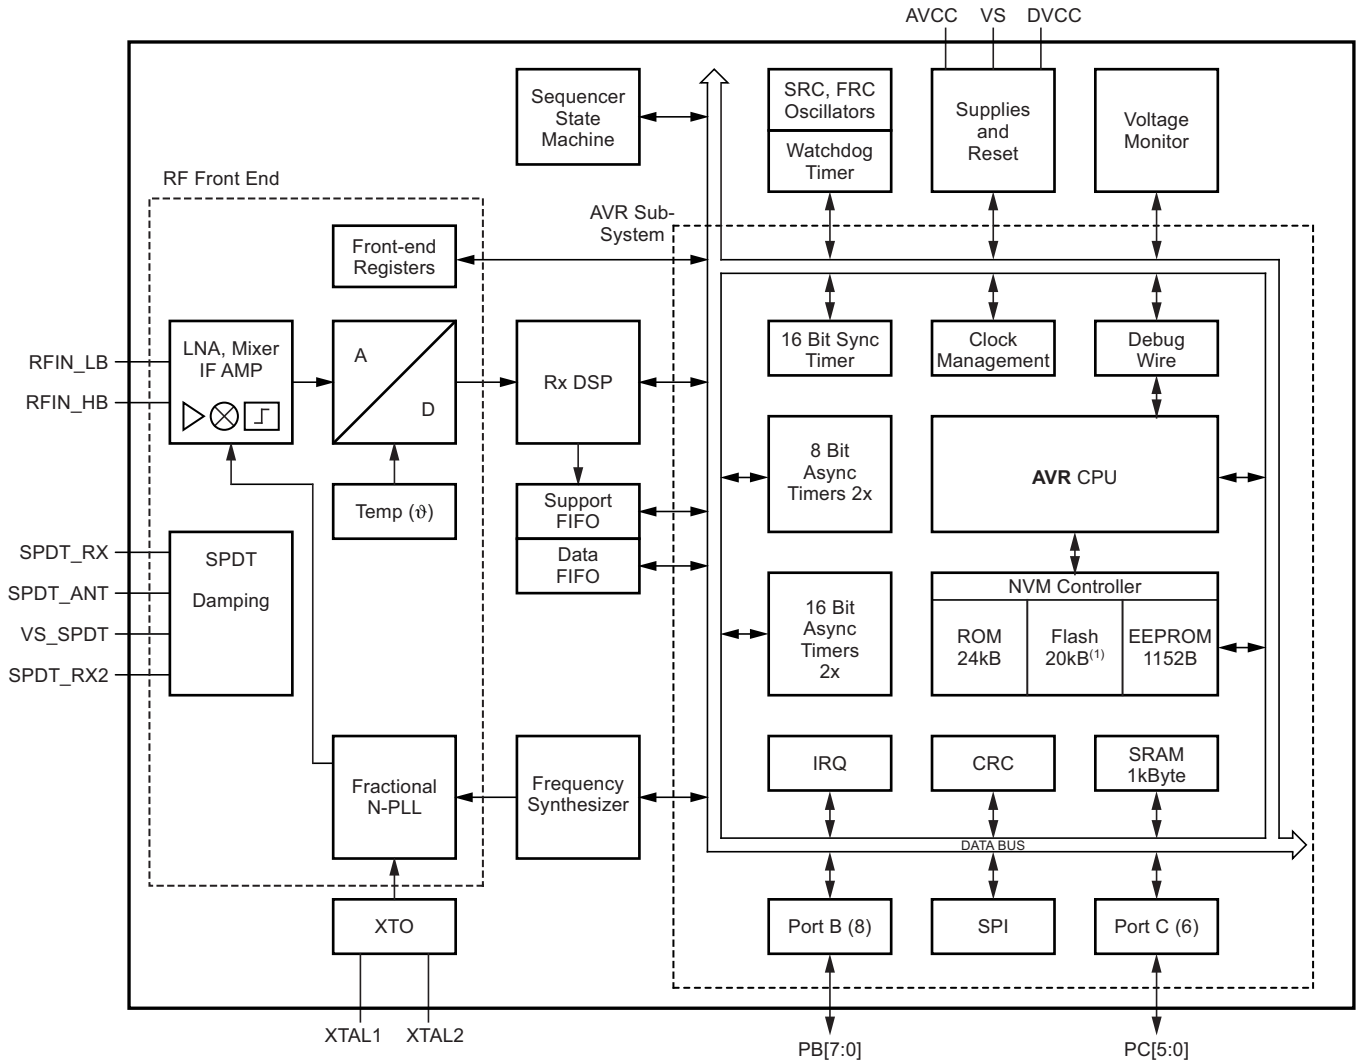 AVCC VS DVCC
Sequencer
State
Machine
SRC, FRC
Oscillators
Watchdog
Timer
Supplies
and
Reset
Voltage
Monitor
RF Front End
AVR Sub-
System
Front-end
Registers
RFIN_LB
RFIN_HB
LNA, Mixer
IF AMP
A
D
Rx DSP
16 Bit Sync
Timer
Clock
Management
Debug
Wire
8 Bit
Async
Timers 2x
AVR CPU
Temp (ϑ)
Support
FIFO
Data
FIFO
SPDT_RX
SPDT_ANT
VS_SPDT
SPDT_RX2
SPDT
Damping
16 Bit
Async
Timers
2x
NVM Controller
ROM
24kB
Flash
20kB(1)
EEPROM
1152B
Fractional
N-PLL
Frequency
Synthesizer
IRQ
CRC
SRAM
1kByte
DATA BUS
XTO
Port B (8)
SPI
Port C (6)
XTAL1 XTAL2
PB[7:0]
PC[5:0]